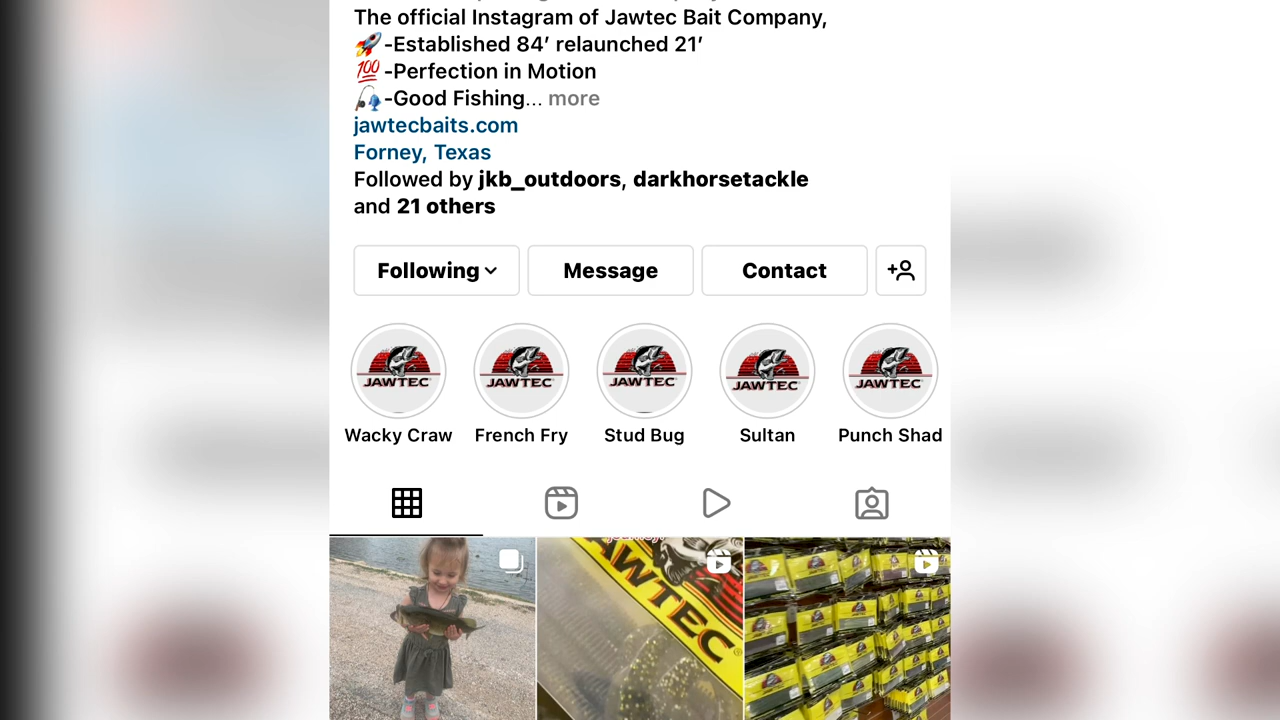 The official Instagram of Jawtec Bait Company,
🚀-Established 84’ relaunched 21’
💯-Perfection in Motion
🎣-Good Fishing... more
jawtecbaits.com
Forney, Texas
Followed by jkb_outdoors, darkhorsetackle
and 21 others
Following
Message
Contact
JAWTEC
JAWTEC
JAWTEC
JAWTEC
JAWTEC
Wacky Craw
French Fry
Stud Bug
Sultan
Punch Shad
JAWTEC